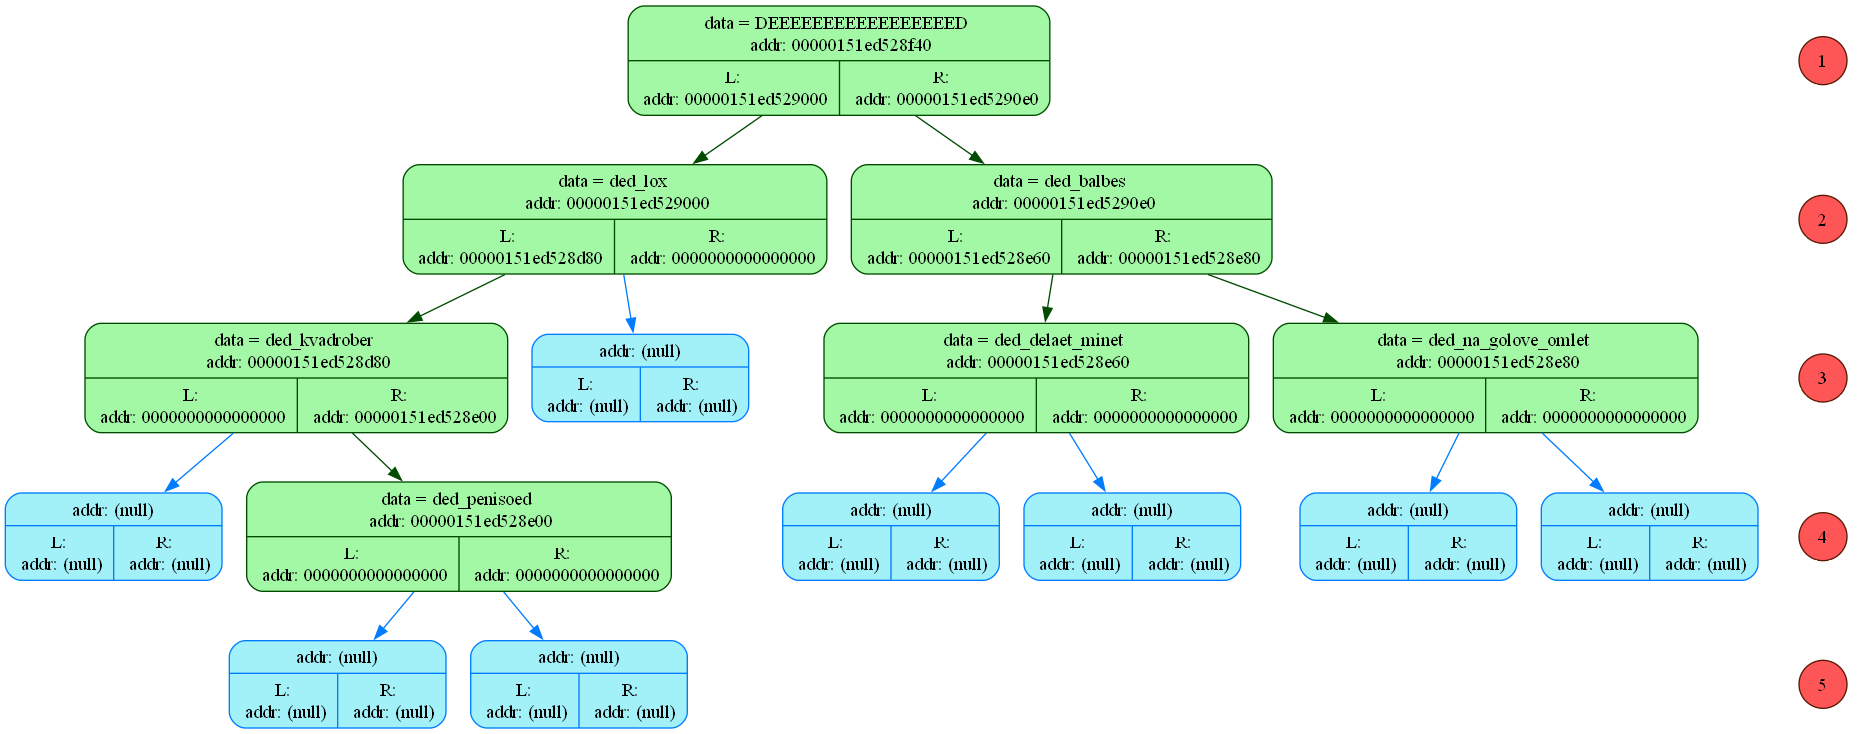 data = DEEEEEEEEEEEEEEEEED
addr: 00000151ed528f40
L:
addr: 00000151ed529000
R:
addr: 00000151ed5290e0
1
data = ded_lox
addr: 00000151ed529000
L:
addr: 00000151ed528d80
R:
addr: 0000000000000000
data = ded_balbes
addr: 00000151ed5290e0
L:
addr: 00000151ed528e60
R:
addr: 00000151ed528e80
2
data = ded_kvadrober
addr: 00000151ed528d80
L:
addr: 0000000000000000
R:
addr: 00000151ed528e00
addr: (null)
L:
addr: (null)
R:
addr: (null)
data = ded_delaet_minet
addr: 00000151ed528e60
L:
addr: 0000000000000000
R:
addr: 0000000000000000
data = ded_na_golove_omlet
addr: 00000151ed528e80
L:
addr: 0000000000000000
R:
addr: 0000000000000000
3
addr: (null)
L:
addr: (null)
R:
addr: (null)
data = ded_penisoed
addr: 00000151ed528e00
L:
addr: 0000000000000000
R:
addr: 0000000000000000
addr: (null)
L:
addr: (null)
R:
addr: (null)
addr: (null)
L:
addr: (null)
R:
addr: (null)
addr: (null)
L:
addr: (null)
R:
addr: (null)
addr: (null)
L:
addr: (null)
R:
addr: (null)
4
addr: (null)
L:
addr: (null)
R:
addr: (null)
addr: (null)
L:
addr: (null)
R:
addr: (null)
5